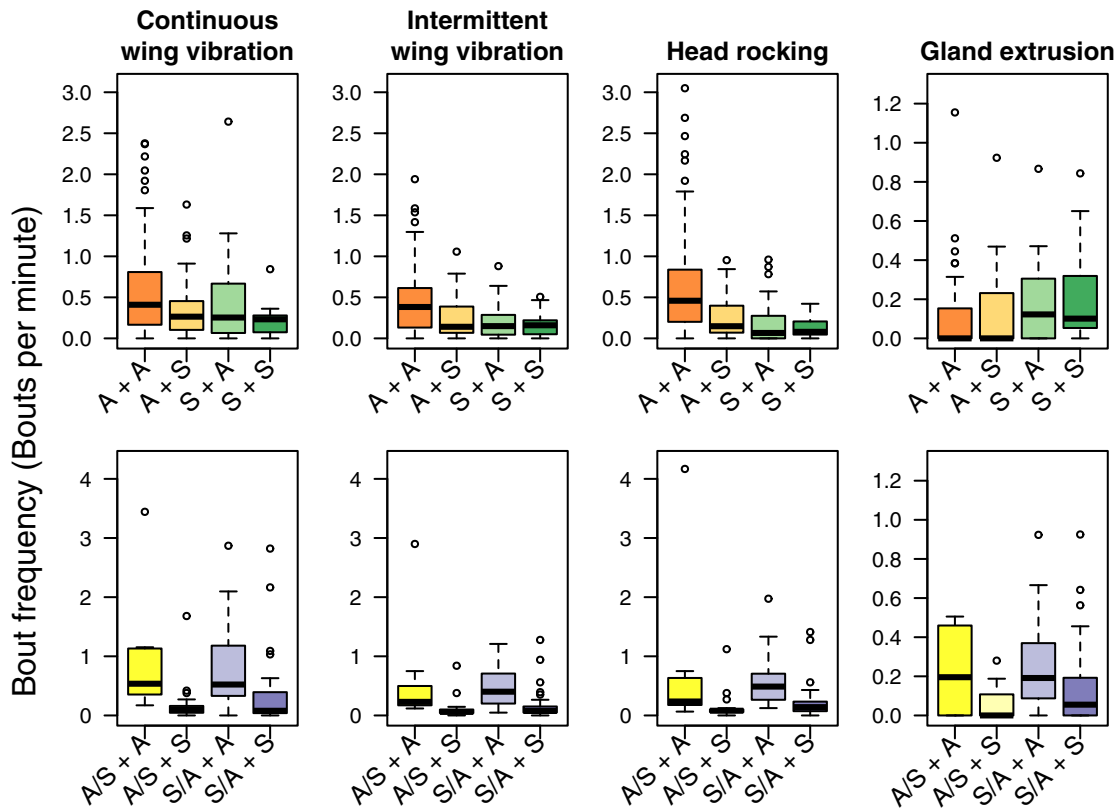 Continuous
wing vibration
Intermittent
wing vibration
Head rocking
Gland extrusion
Bout frequency (Bouts per minute)
3.0
2.5
2.0
1.5
1.0
0.5
0.0
A + A
A + S
S + A
S + S
3.0
2.5
2.0
1.5
1.0
0.5
0.0
A + A
A + S
S + A
S + S
3.0
2.5
2.0
1.5
1.0
0.5
0.0
A + A
A + S
S + A
S + S
1.2
1.0
0.8
0.6
0.4
0.2
0.0
A + A
A + S
S + A
S + S
4
3
2
1
0
A/S + A
A/S + S
S/A + A
S/A + S
4
3
2
1
0
A/S + A
A/S + S
S/A + A
S/A + S
4
3
2
1
0
A/S + A
A/S + S
S/A + A
S/A + S
1.2
1.0
0.8
0.6
0.4
0.2
0.0
A/S + A
A/S + S
S/A + A
S/A + S